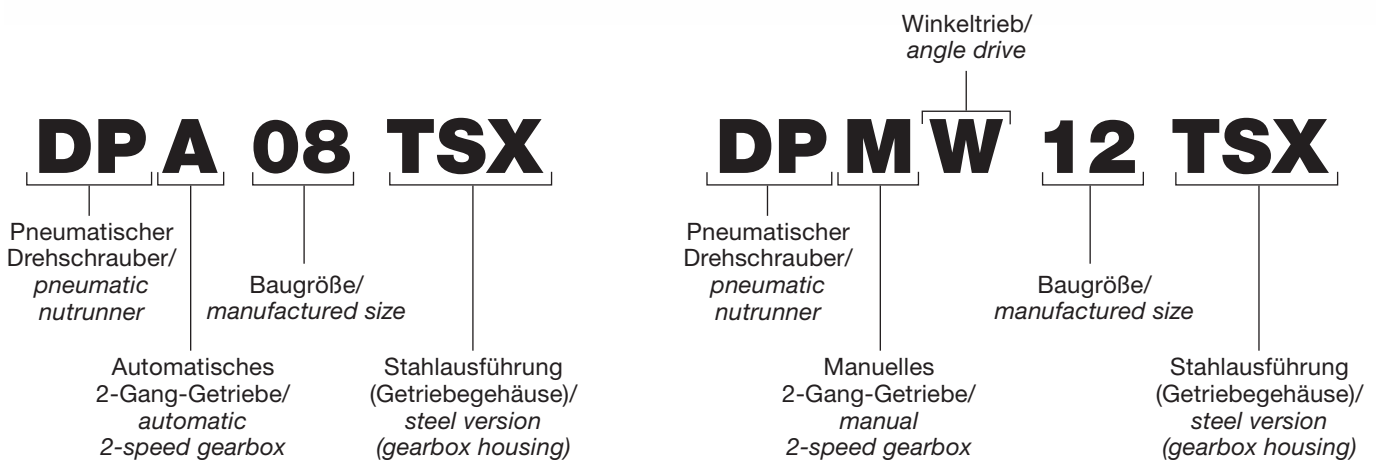 Winkeltrieb/
angle drive
DPA 08 TSX
DPMW 12 TSX
Pneumatischer
Drehschrauber/
pneumatic
nutrunner
Baugröße/
manufactured size
Automatisches
2-Gang-Getriebe/
automatic
2-speed gearbox
Stahlausführung
(Getriebegehäuse)/
steel version
(gearbox housing)
Pneumatischer
Drehschrauber/
pneumatic
nutrunner
Baugröße/
manufactured size
Manuelles
2-Gang-Getriebe/
manual
2-speed gearbox
Stahlausführung
(Getriebegehäuse)/
steel version
(gearbox housing)